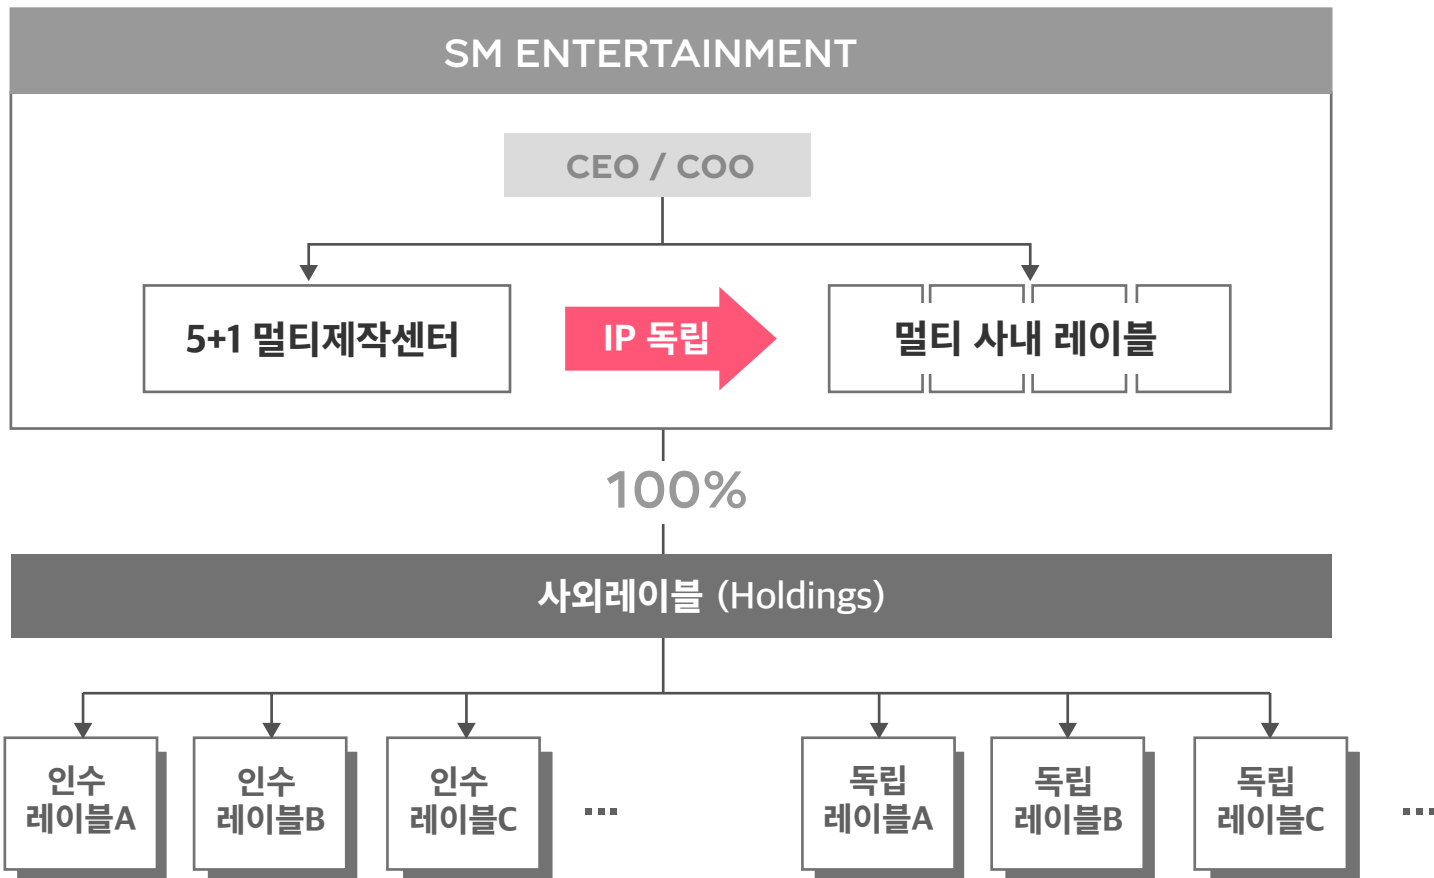 SM ENTERTAINMENT
CEO / COO
5+1 멀티제작센터
IP 독립
멀티 사내 레이블
100%
사외레이블 (Holdings)
인수
레이블A
인수
레이블B
인수
레이블C
...
독립
레이블A
독립
레이블B
독립
레이블C
...